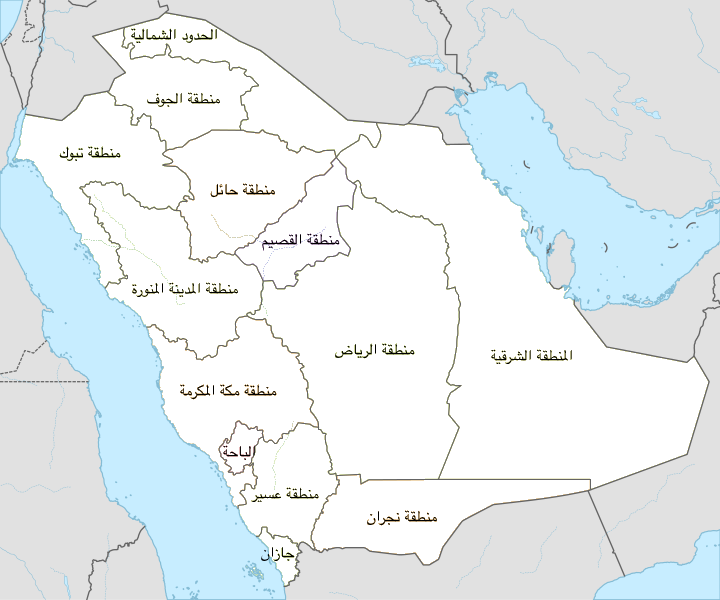 الحدود الشمالية
منطقة الجوف
منطقة تبوك
منطقة حائل
منطقة القصيم
منطقة المدينة المنورة
منطقة الرياض
المنطقة الشرقية
منطقة مكة المكرمة
الباحة
منطقة عسير
منطقة نجران
جازان